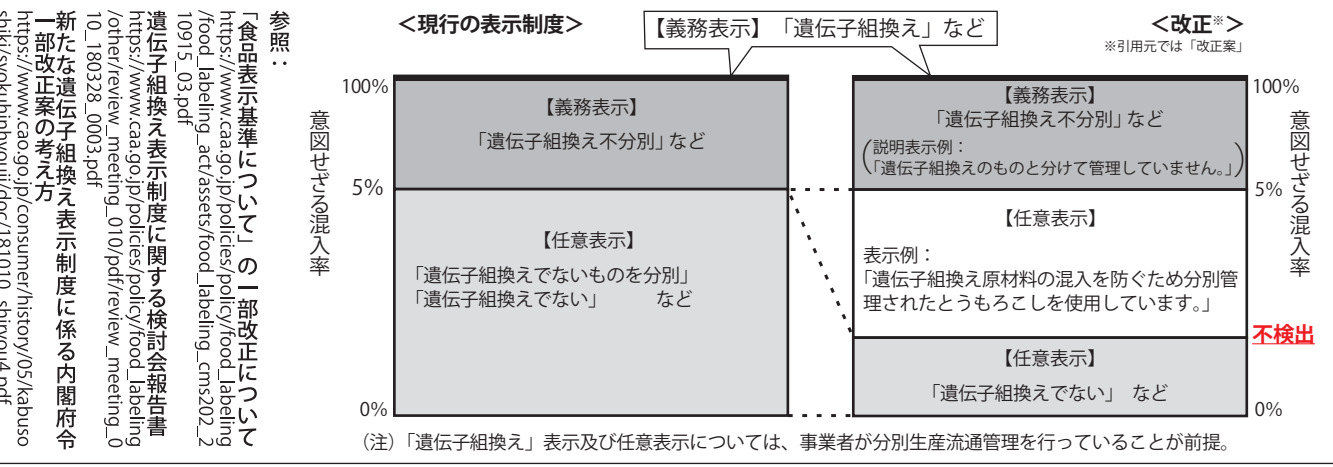 参照：
「食品表示基準について」の一部改正について
https://www.caa.go.jp/policies/policy/food_labeling
/food_labeling_act/assets/food_labeling_cms202_2
10915_03.pdf
遺伝子組換え表示制度に関する検討会報告書
https://www.caa.go.jp/policies/policy/food_labeling
/other/review_meeting_010/pdf/review_meeting_0
10_180328_0003.pdf
新たな遺伝子組換え表示制度に係る内閣府令
一部改正案の考え方
https://www.cao.go.jp/consumer/history/05/kabuso
shiki/syokuhinhyouji/doc/181010_shiryou4.pdf
＜現行の表示制度＞
【義務表示】「遺伝子組換え」など
＜改正※＞
※引用元では「改正案」
意図せざる混入率
100%
5%
0%
【義務表示】
「遺伝子組換え不分別」など
【任意表示】
「遺伝子組換えでないものを分別」
「遺伝子組換えでない」 など
【義務表示】
「遺伝子組換え不分別」など
（説明表示例：
「遺伝子組換えのものと分けて管理していません。」）
【任意表示】
表示例：
「遺伝子組換え原材料の混入を防ぐため分別管
理されたとうもろこしを使用しています。」
【任意表示】
「遺伝子組換えでない」 など
100%
5%
不検出
0%
意図せざる混入率
（注）「遺伝子組換え」表示及び任意表示については、事業者が分別生産流通管理を行っていることが前提。